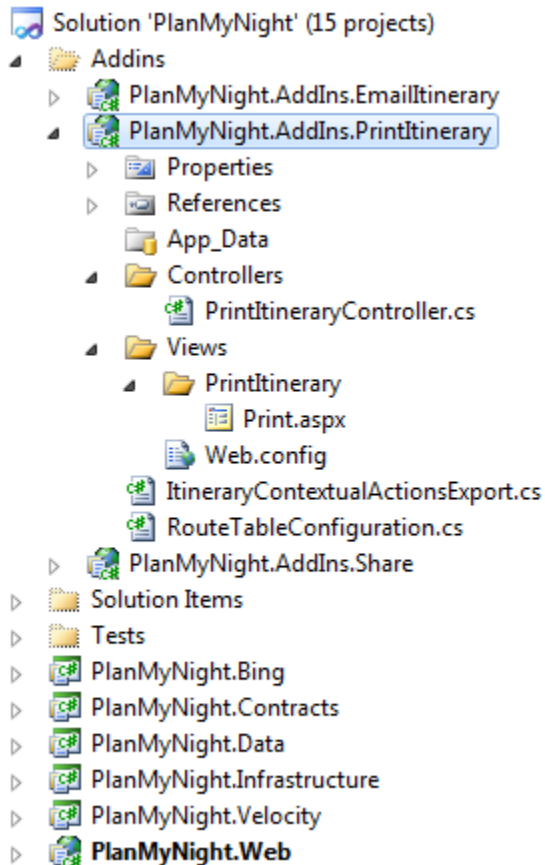 Solution 'PlanMyNight' (15 projects)
Addins
PlanMyNight.AddIns.EmailItinerary
PlanMyNight.AddIns.PrintItinerary
Properties
References
App_Data
Controllers
PrintItineraryController.cs
Views
PrintItinerary
Print.aspx
Web.config
ItineraryContextualActionsExport.cs
RouteTableConfiguration.cs
PlanMyNight.AddIns.Share
Solution Items
Tests
PlanMyNight.Bing
PlanMyNight.Contracts
PlanMyNight.Data
PlanMyNight.Infrastructure
PlanMyNight.Velocity
PlanMyNight.Web